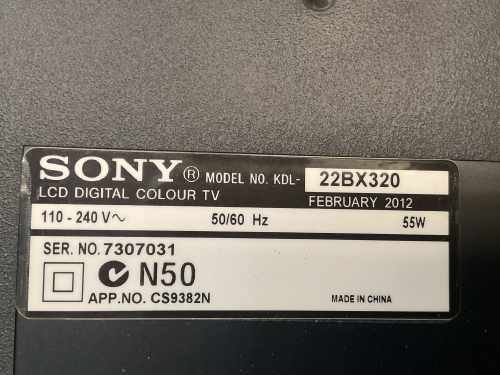 SONY® MODEL NO. KDL- 22BX320
LCD DIGITAL COLOUR TV FEBRUARY 2012
110 - 240 V~ 50/60 Hz 55W
SER. NO. 7307031
N50
APP.NO. CS9382N MADE IN CHINA